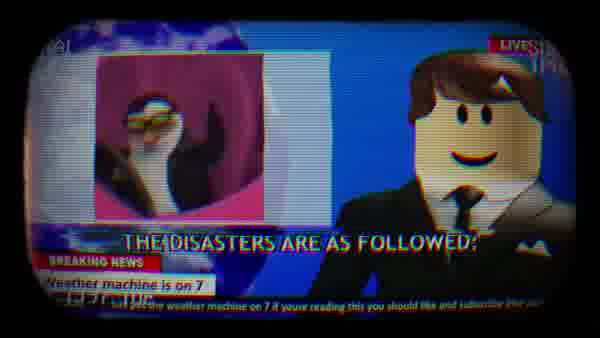 LIVE
THE DISASTERS ARE AS FOLLOWED:
BREAKING NEWS
Weather machine is on 7
the weather machine on 7 if youre reading this you should like and subscribe